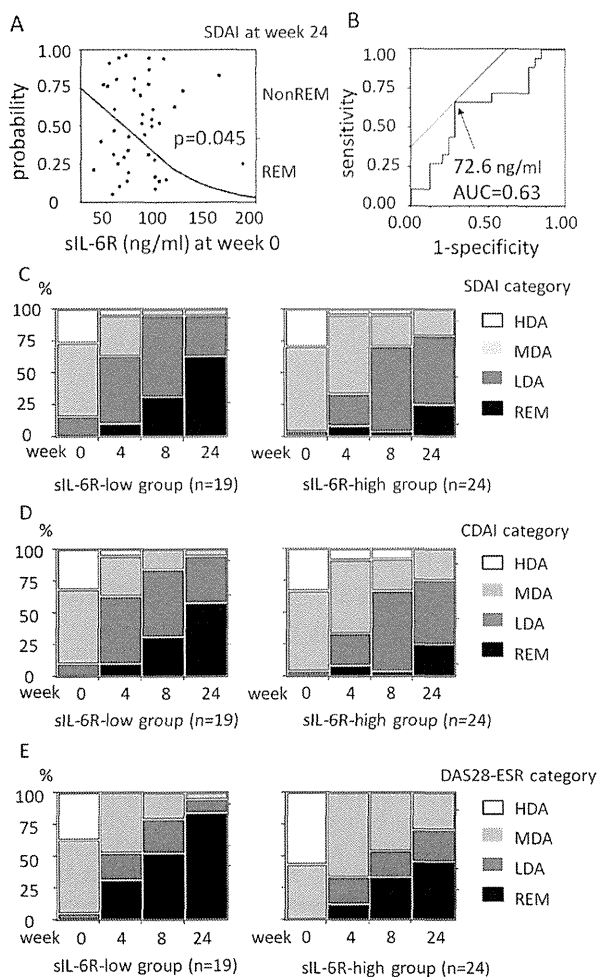 A
SDAI at week 24
probability
1.00
0.75
0.50
0.25
0.00
NonREM
p=0.045
REM
50 100 150 200
sIL-6R (ng/ml) at week 0
B
sensitivity
1.00
0.75
0.50
0.25
0.00
72.6 ng/ml
AUC=0.63
0.00 0.50 1.00
1-specificity
C
%
SDAI category
100
75
50
25
0
HDA
MDA
LDA
REM
week 0 4 8 24
0 4 8 24
sIL-6R-low group (n=19)
sIL-6R-high group (n=24)
D
%
CDAI category
100
75
50
25
0
HDA
MDA
LDA
REM
week 0 4 8 24
week 0 4 8 24
sIL-6R-low group (n=19)
sIL-6R-high group (n=24)
E
%
DAS28-ESR category
100
75
50
25
0
HDA
MDA
LDA
REM
week 0 4 8 24
week 0 4 8 24
sIL-6R-low group (n=19)
sIL-6R-high group (n=24)